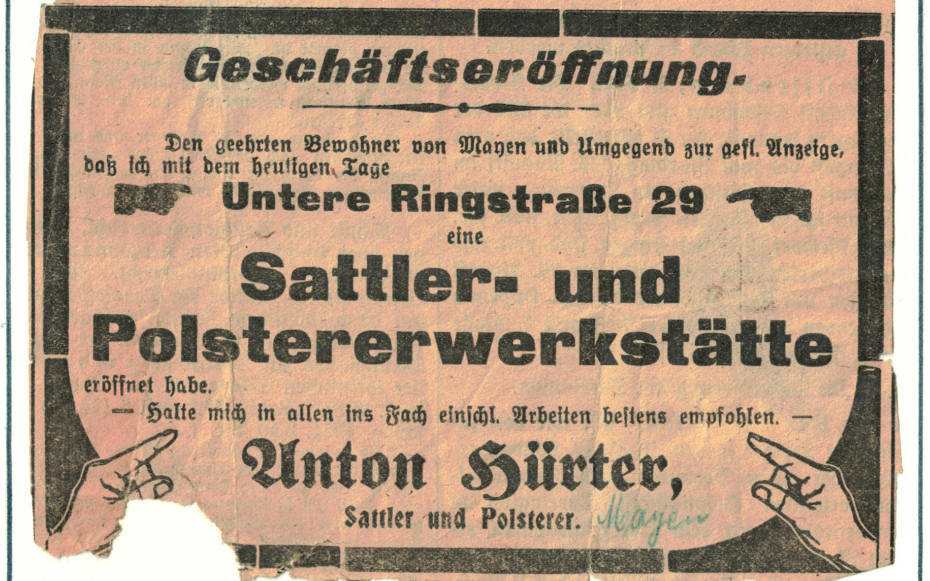 Geschäftseröffnung.
Den geehrten Bewohner von Mayen und Umgegend zur gefl. Anzeige,
daß ich mit dem heutigen Tage
Untere Ringstraße 29
eine
Sattler- und
Polstererwerkstätte
eröffnet habe.
— Halte mich in allen ins Fach einschl. Arbeiten bestens empfohlen. —
Anton Hürter,
Sattler und Polsterer. Mayen